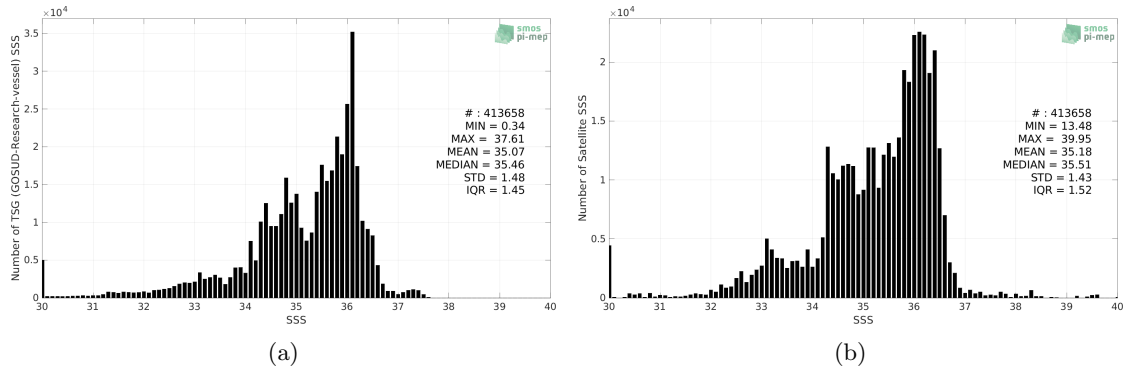 ×10⁴
3.5
3
2.5
2
1.5
1
0.5
0
30 31 32 33 34 35 36 37 38 39 40
SSS
Number of TSG (GOSUD-Research-vessel) SSS
smos
pi-mep
# : 413658
MIN = 0.34
MAX = 37.61
MEAN = 35.07
MEDIAN = 35.46
STD = 1.48
IQR = 1.45
(a)
×10⁴
2
1.5
1
0.5
0
30 31 32 33 34 35 36 37 38 39 40
SSS
Number of Satellite SSS
smos
pi-mep
# : 413658
MIN = 13.48
MAX = 39.95
MEAN = 35.18
MEDIAN = 35.51
STD = 1.43
IQR = 1.52
(b)